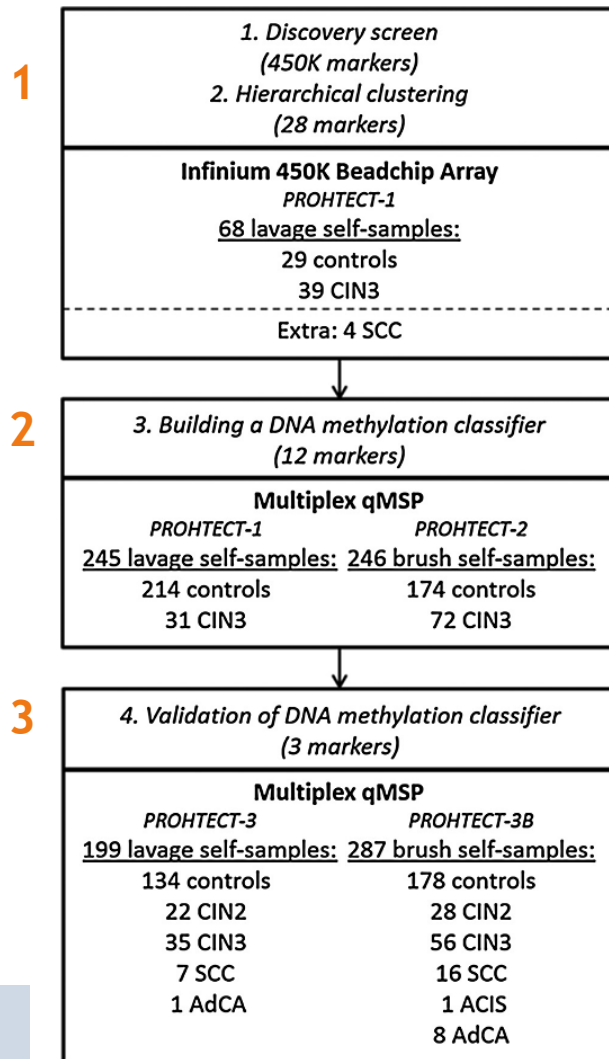 1
1. Discovery screen
(450K markers)
2. Hierarchical clustering
(28 markers)
Infinium 450K Beadchip Array
PROHTECT-1
68 lavage self-samples:
29 controls
39 CIN3
Extra: 4 SCC
2
3. Building a DNA methylation classifier
(12 markers)
Multiplex qMSP
PROHTECT-1
245 lavage self-samples:
214 controls
31 CIN3
PROHTECT-2
246 brush self-samples:
174 controls
72 CIN3
3
4. Validation of DNA methylation classifier
(3 markers)
Multiplex qMSP
PROHTECT-3
199 lavage self-samples:
134 controls
22 CIN2
35 CIN3
7 SCC
1 AdCA
PROHTECT-3B
287 brush self-samples:
178 controls
28 CIN2
56 CIN3
16 SCC
1 ACIS
8 AdCA